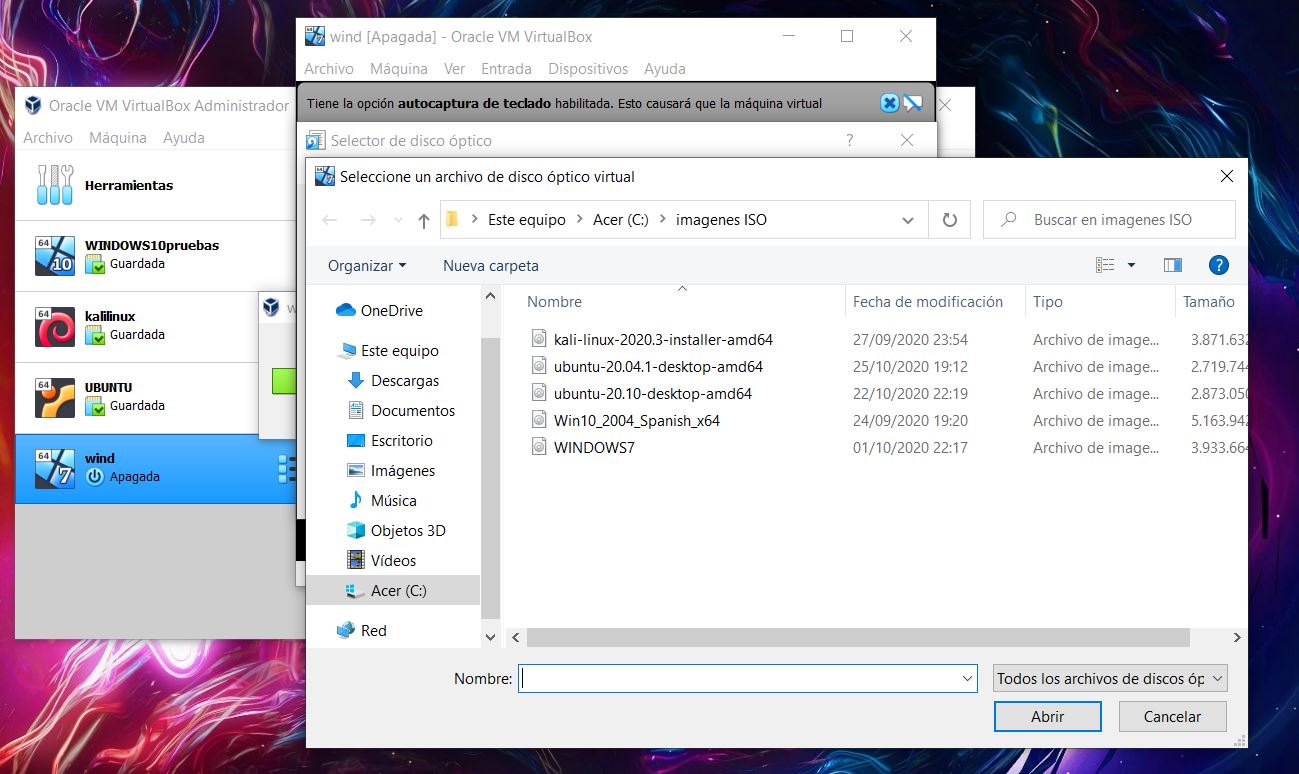 wind [Apagada] - Oracle VM VirtualBox
Archivo Máquina Ver Entrada Dispositivos Ayuda
Tiene la opción autocaptura de teclado habilitada. Esto causará que la máquina virtual
Selector de disco óptico ?
Oracle VM VirtualBox Administrador
Archivo Máquina Ayuda
Herramientas
64
10
WINDOWS10pruebas
Guardada
64
kalilinux
Guardada
64
UBUNTU
Guardada
64
7
wind
Apagada
W
Seleccione un archivo de disco óptico virtual
Este equipo > Acer (C:) > imagenes ISO
Buscar en imagenes ISO
Organizar Nueva carpeta ?
OneDrive
Este equipo
Descargas
Documentos
Escritorio
Imágenes
Música
Objetos 3D
Vídeos
Acer (C:)
Red
Nombre Fecha de modificación Tipo Tamaño
kali-linux-2020.3-installer-amd64 27/09/2020 23:54 Archivo de image... 3.871.632
ubuntu-20.04.1-desktop-amd64 25/10/2020 19:12 Archivo de image... 2.719.744
ubuntu-20.10-desktop-amd64 22/10/2020 22:19 Archivo de image... 2.873.050
Win10_2004_Spanish_x64 24/09/2020 19:20 Archivo de image... 5.163.942
WINDOWS7 01/10/2020 22:17 Archivo de image... 3.933.664
Nombre:
Todos los archivos de discos óp
Abrir Cancelar